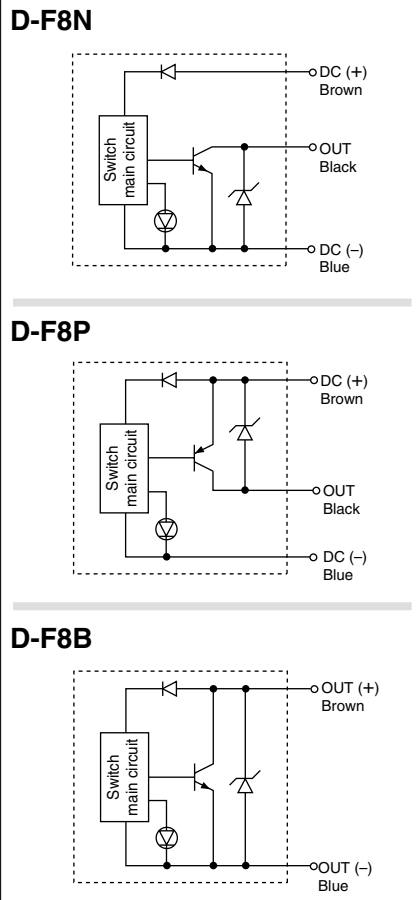 D-F8N
DC (+)
Brown
Switch
main circuit
OUT
Black
DC (–)
Blue
D-F8P
DC (+)
Brown
Switch
main circuit
OUT
Black
DC (–)
Blue
D-F8B
OUT (+)
Brown
Switch
main circuit
OUT (–)
Blue